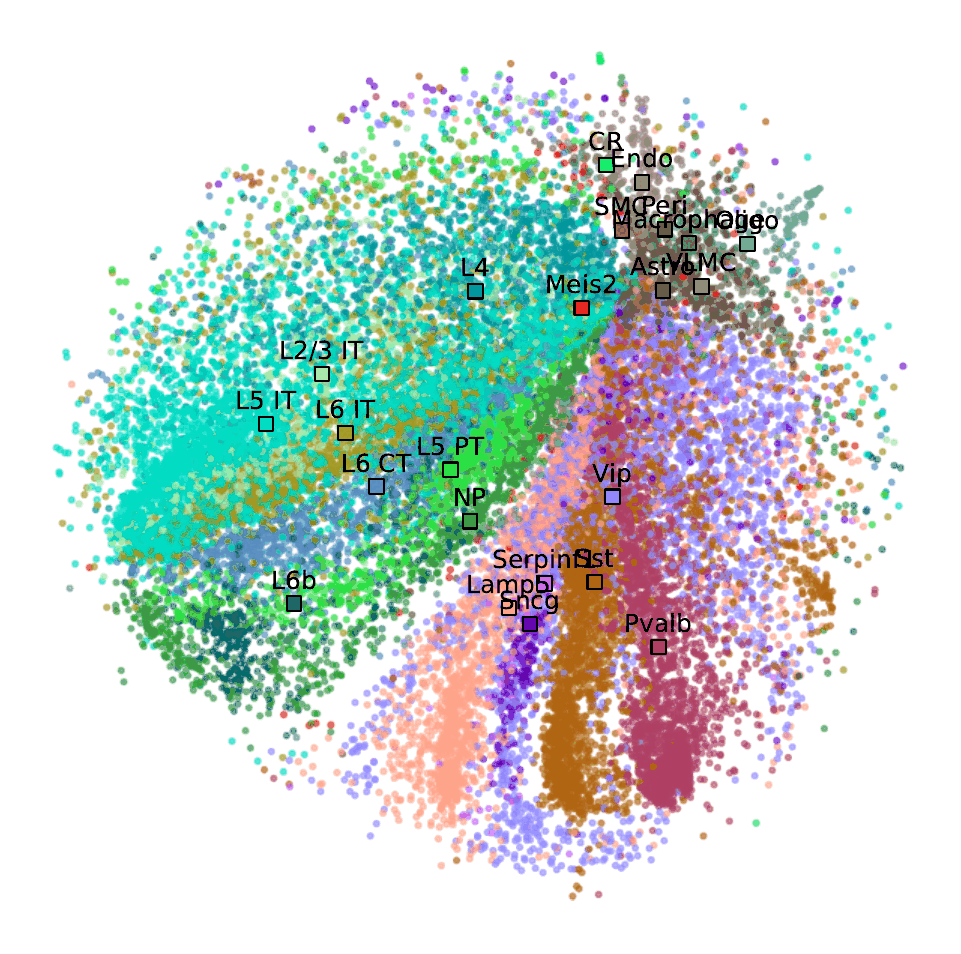 CR
Endo
SMC
Peri
Macrophage
Oligo
Astro
VLMC
L4
Meis2
L2/3 IT
L5 IT
L6 IT
L5 PT
L6 CT
Vip
NP
Serpinf1
Sst
L6b
Lamp5
Sncg
Pvalb